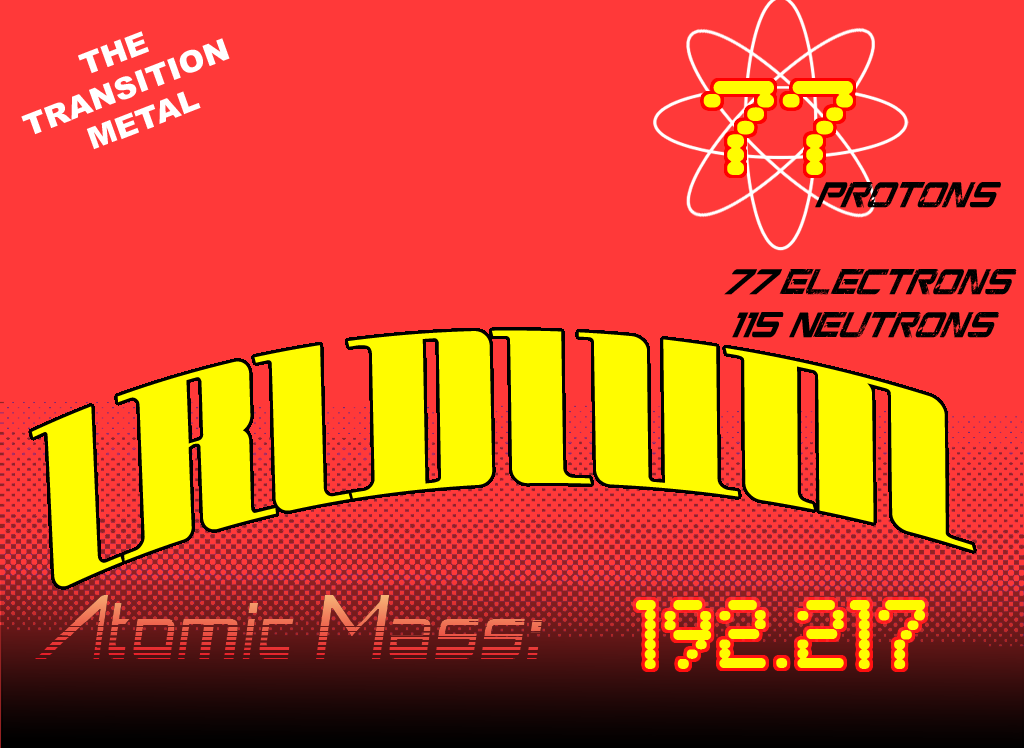 THE
TRANSITION
METAL
77
PROTONS
77 ELECTRONS
115 NEUTRONS
IRIDIUM
Atomic Mass:
192.217